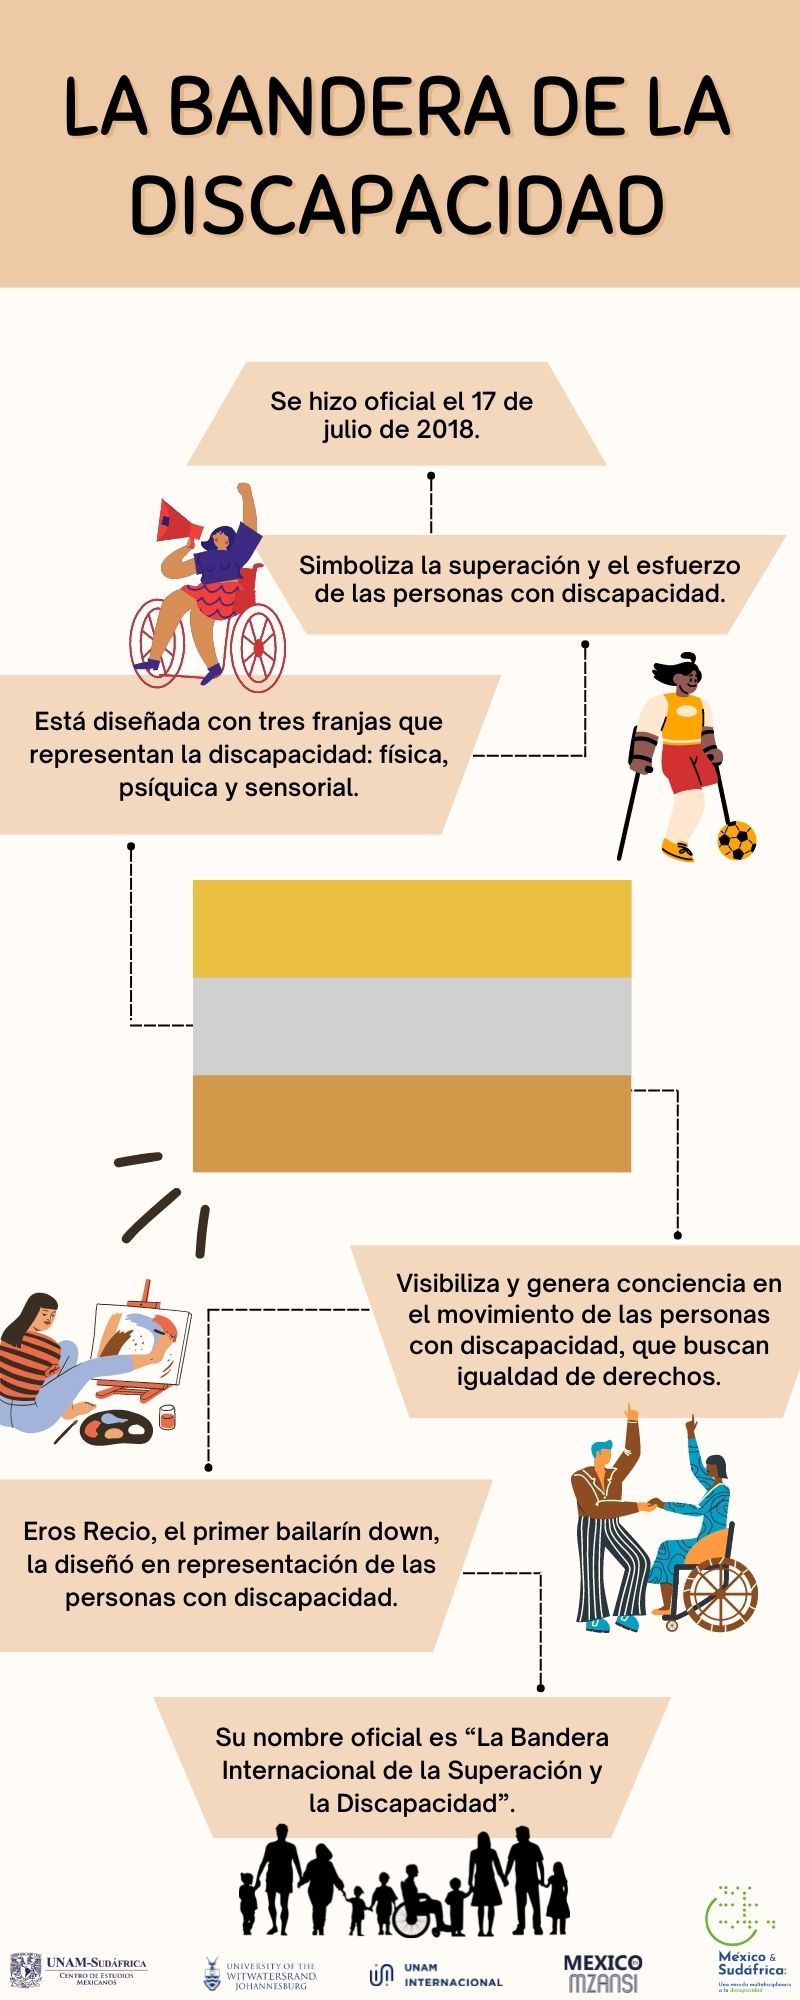 LA BANDERA DE LA
DISCAPACIDAD
Se hizo oficial el 17 de
julio de 2018.
Simboliza la superación y el esfuerzo
de las personas con discapacidad.
Está diseñada con tres franjas que
representan la discapacidad: física,
psíquica y sensorial.
Visibiliza y genera conciencia en
el movimiento de las personas
con discapacidad, que buscan
igualdad de derechos.
Eros Recio, el primer bailarín down,
la diseñó en representación de las
personas con discapacidad.
Su nombre oficial es “La Bandera
Internacional de la Superación y
la Discapacidad”.
UNAM-SUDÁFRICA
CENTRO DE ESTUDIOS
MEXICANOS
UNIVERSITY OF THE
WITWATERSRAND,
JOHANNESBURG
UNAM
INTERNACIONAL
MEXICO
MZANSI
México &
Sudáfrica:
Una mirada multidisciplinaria
a la discapacidad